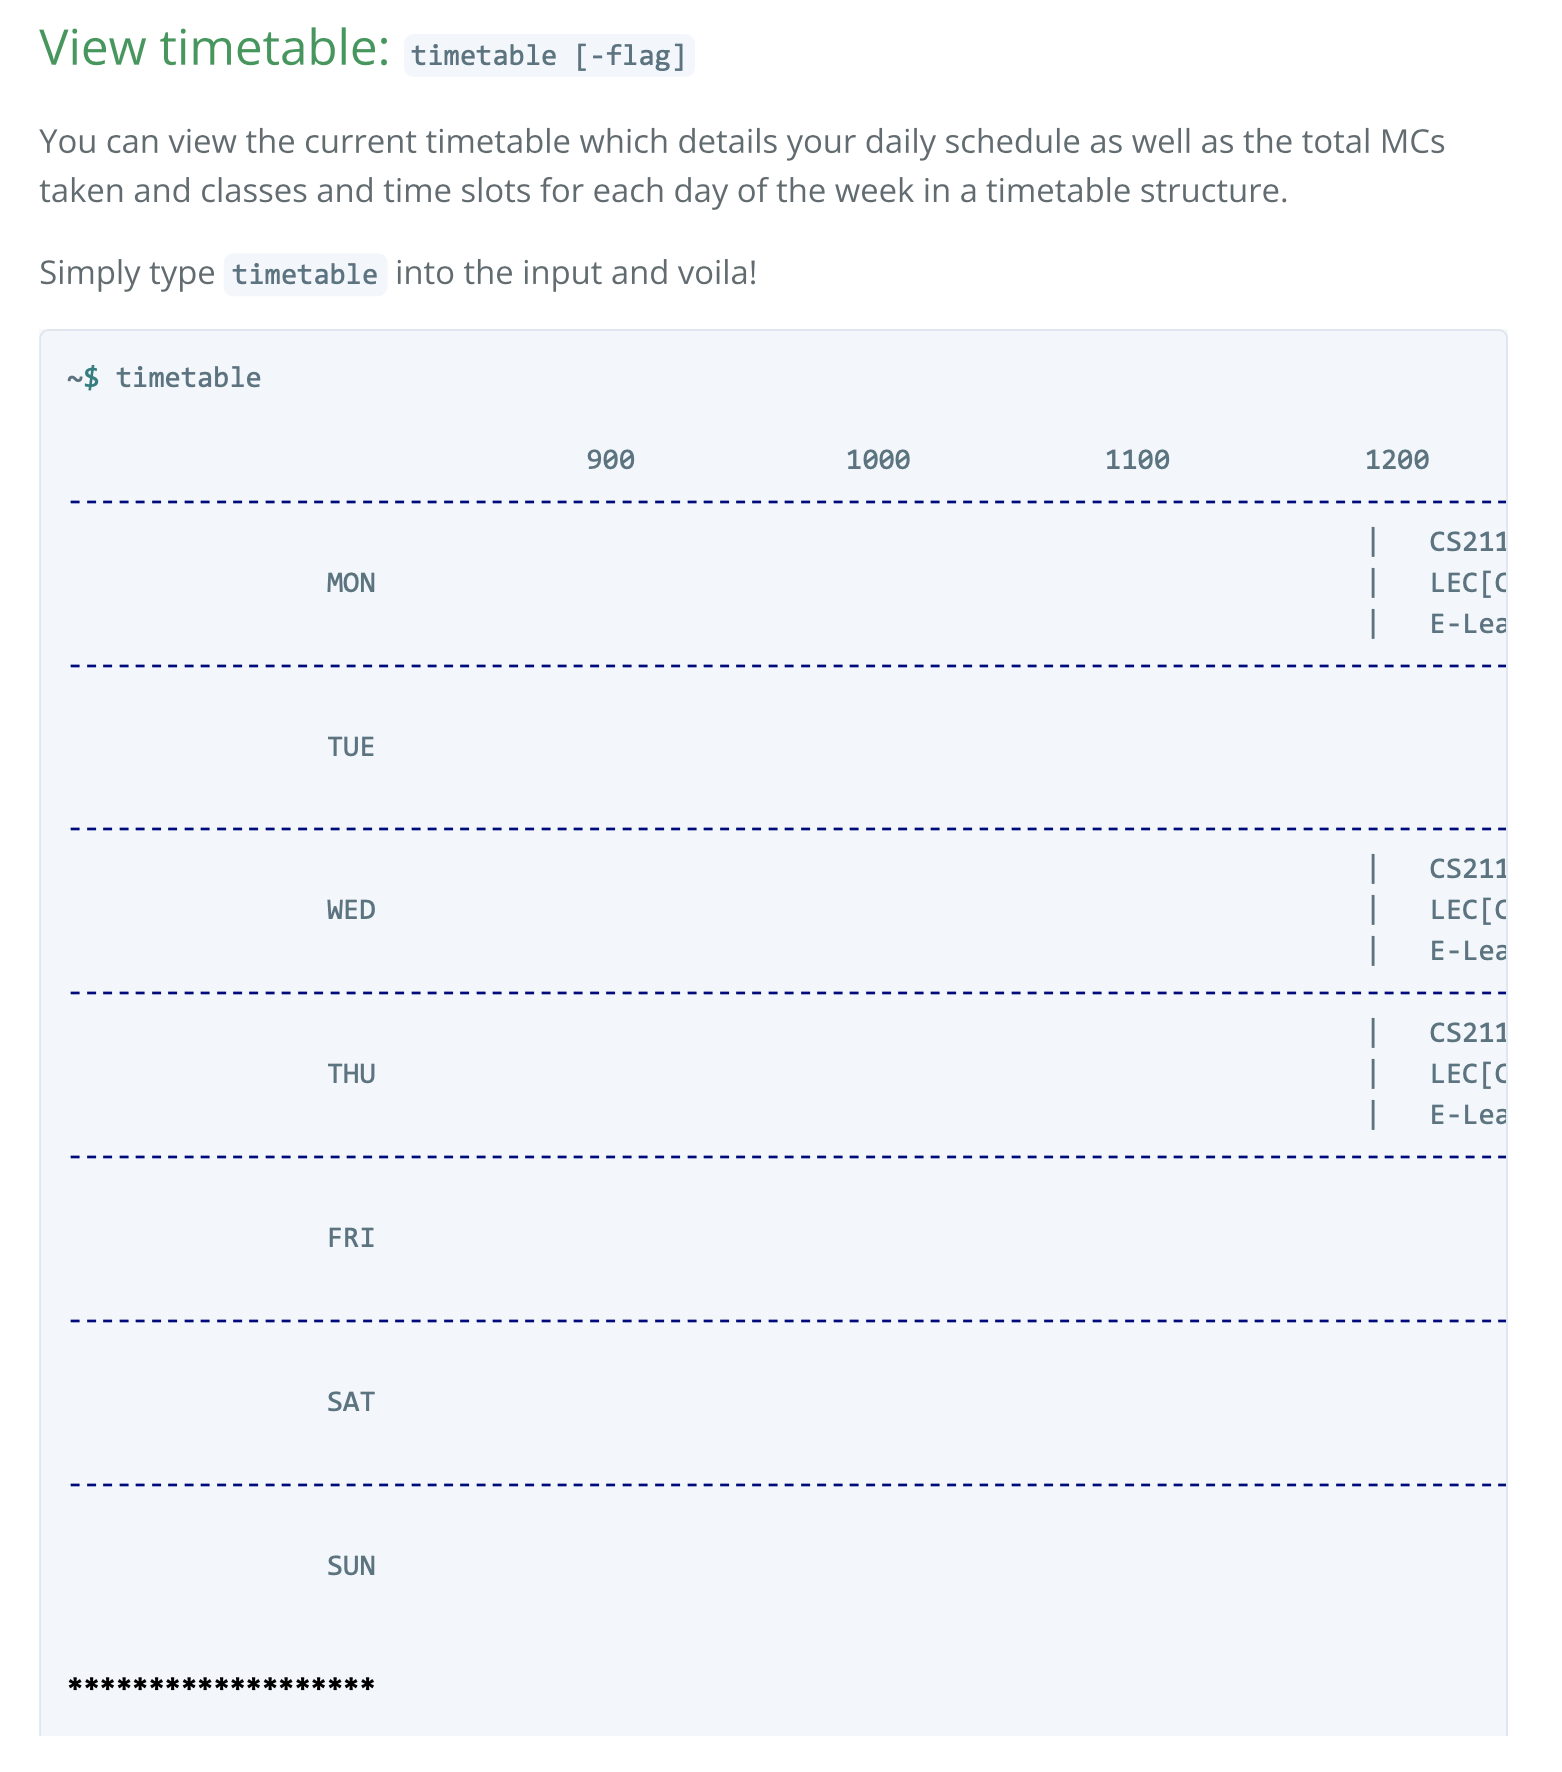 View timetable: timetable [-flag]
You can view the current timetable which details your daily schedule as well as the total MCs
taken and classes and time slots for each day of the week in a timetable structure.
Simply type timetable into the input and voila!
~$ timetable
900 1000 1100 1200
-----------------------------------------------------------------------------------------
| CS211
MON | LEC[C
| E-Lea
-----------------------------------------------------------------------------------------
TUE
-----------------------------------------------------------------------------------------
| CS211
WED | LEC[C
| E-Lea
-----------------------------------------------------------------------------------------
| CS211
THU | LEC[C
| E-Lea
-----------------------------------------------------------------------------------------
FRI
-----------------------------------------------------------------------------------------
SAT
-----------------------------------------------------------------------------------------
SUN
*******************